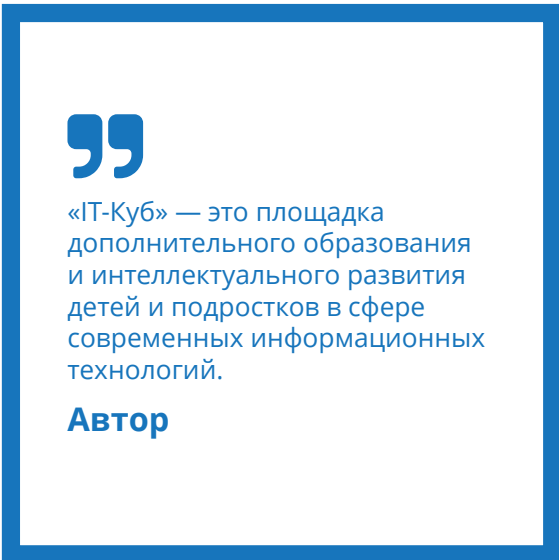 «IT-Куб» — это площадка
дополнительного образования
и интеллектуального развития
детей и подростков в сфере
современных информационных
технологий.
Автор